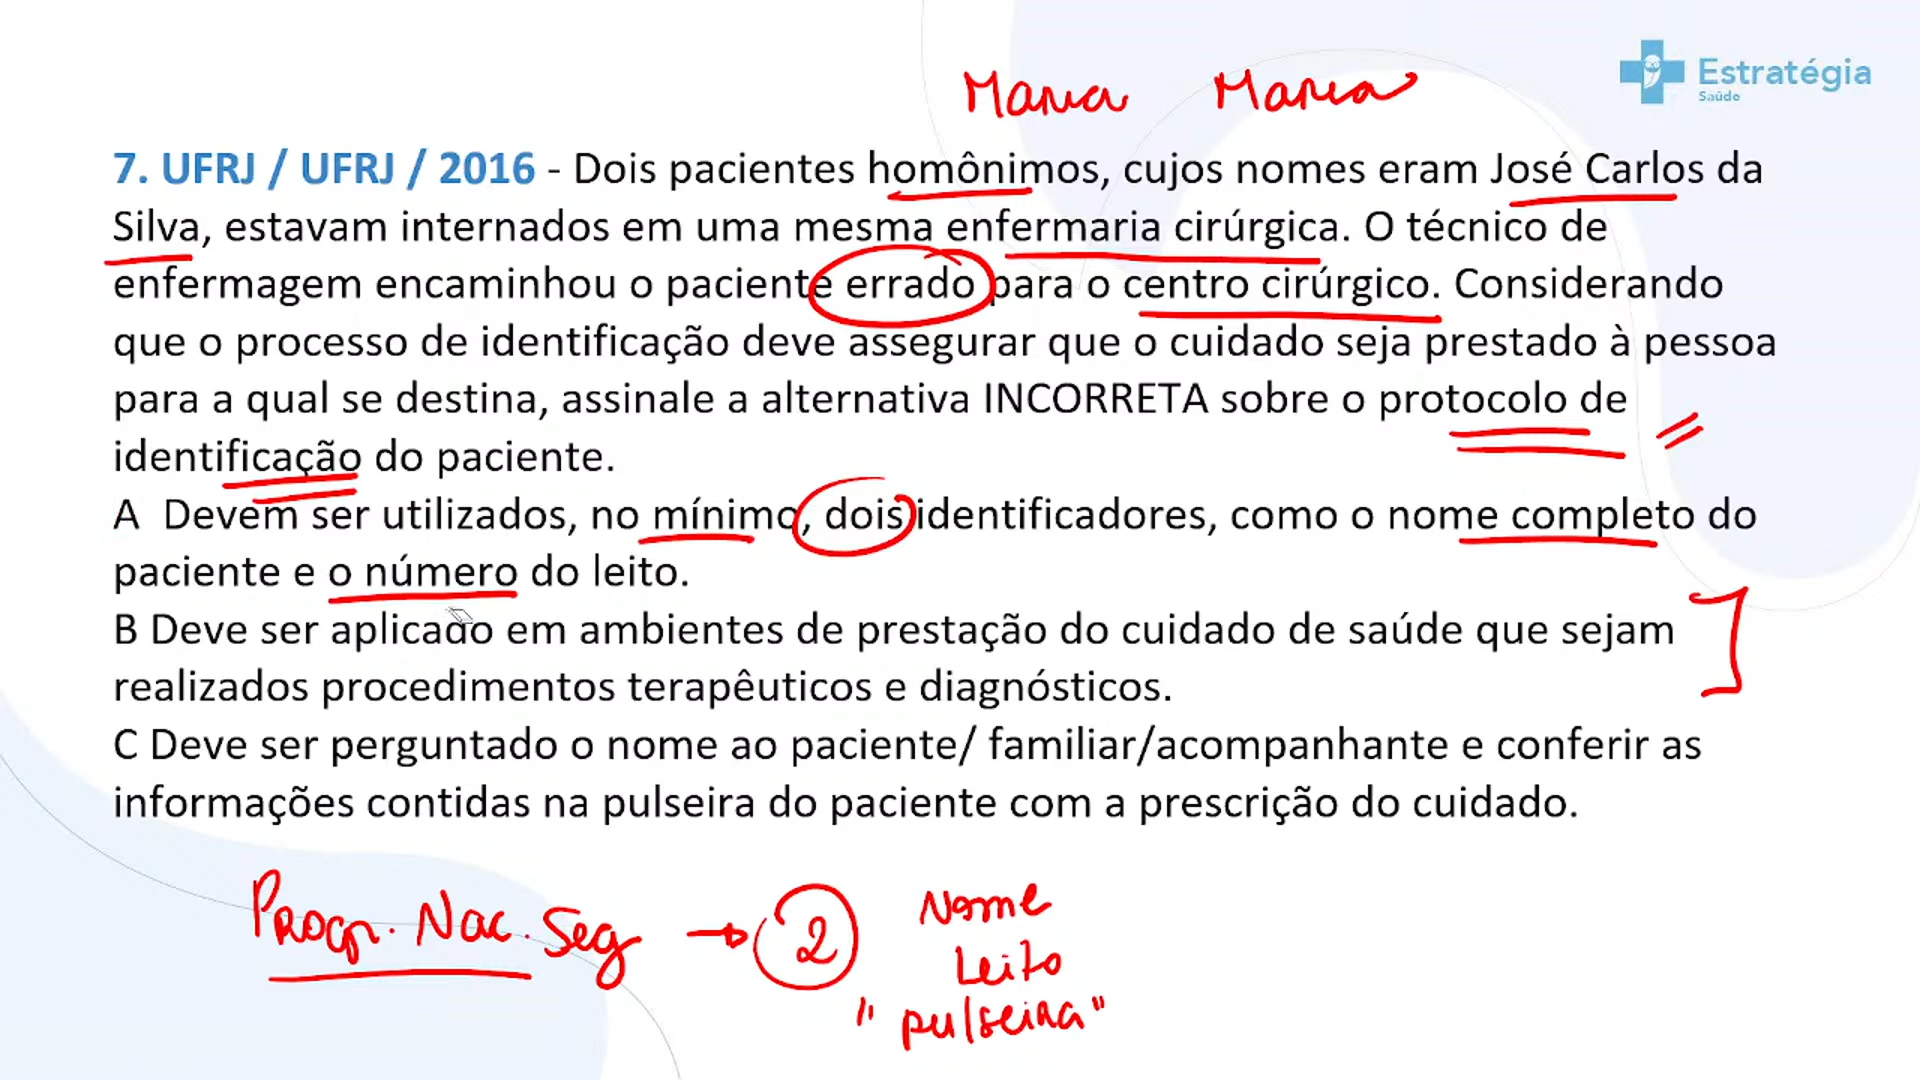 Maria Maria
Estratégia
Saúde
7. UFRJ / UFRJ / 2016 - Dois pacientes homônimos, cujos nomes eram José Carlos da
Silva, estavam internados em uma mesma enfermaria cirúrgica. O técnico de
enfermagem encaminhou o paciente errado para o centro cirúrgico. Considerando
que o processo de identificação deve assegurar que o cuidado seja prestado à pessoa
para a qual se destina, assinale a alternativa INCORRETA sobre o protocolo de
identificação do paciente.
A Devem ser utilizados, no mínimo, dois identificadores, como o nome completo do
paciente e o número do leito.
B Deve ser aplicado em ambientes de prestação do cuidado de saúde que sejam
realizados procedimentos terapêuticos e diagnósticos.
C Deve ser perguntado o nome ao paciente/ familiar/acompanhante e conferir as
informações contidas na pulseira do paciente com a prescrição do cuidado.
Progr. Nac. Seg → 2 Nome
Leito
"pulseira"